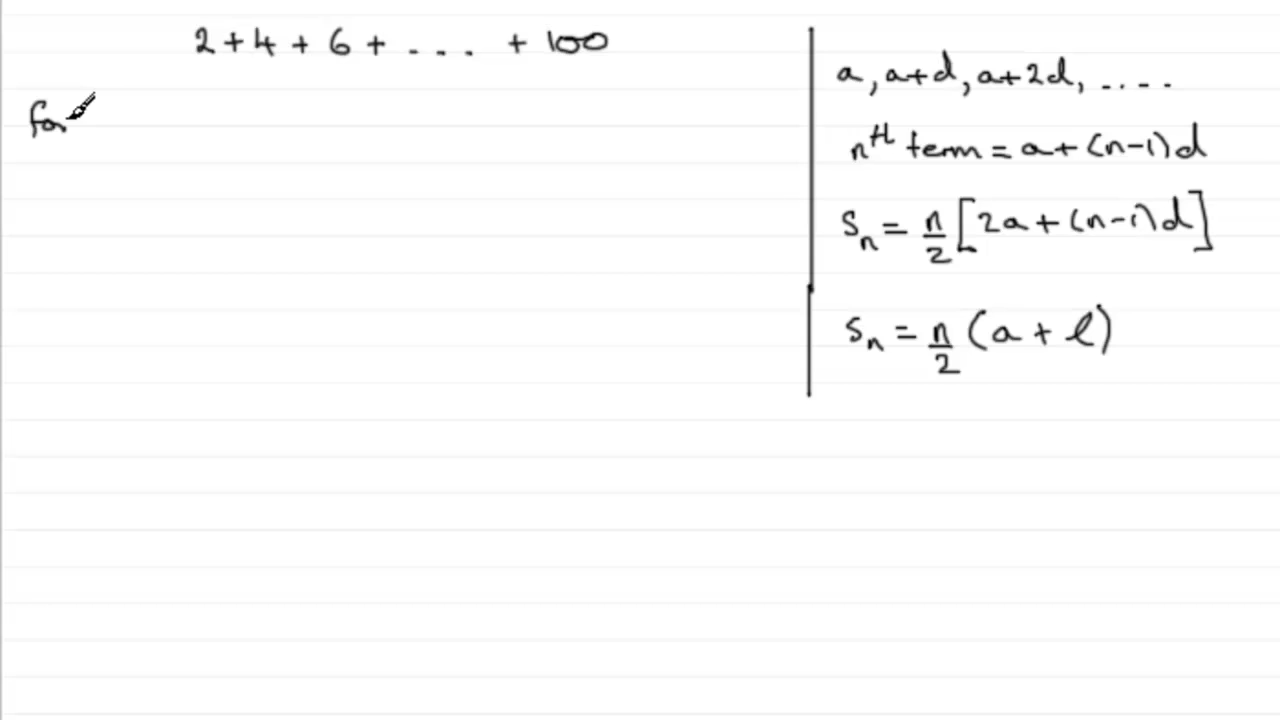 2 + 4 + 6 + . . . . + 100
For
a, a+d, a+2d, . . . .
nth term = a + (n-1)d
Sn = n/2 [2a + (n-1)d]
Sn = n/2 (a + l)